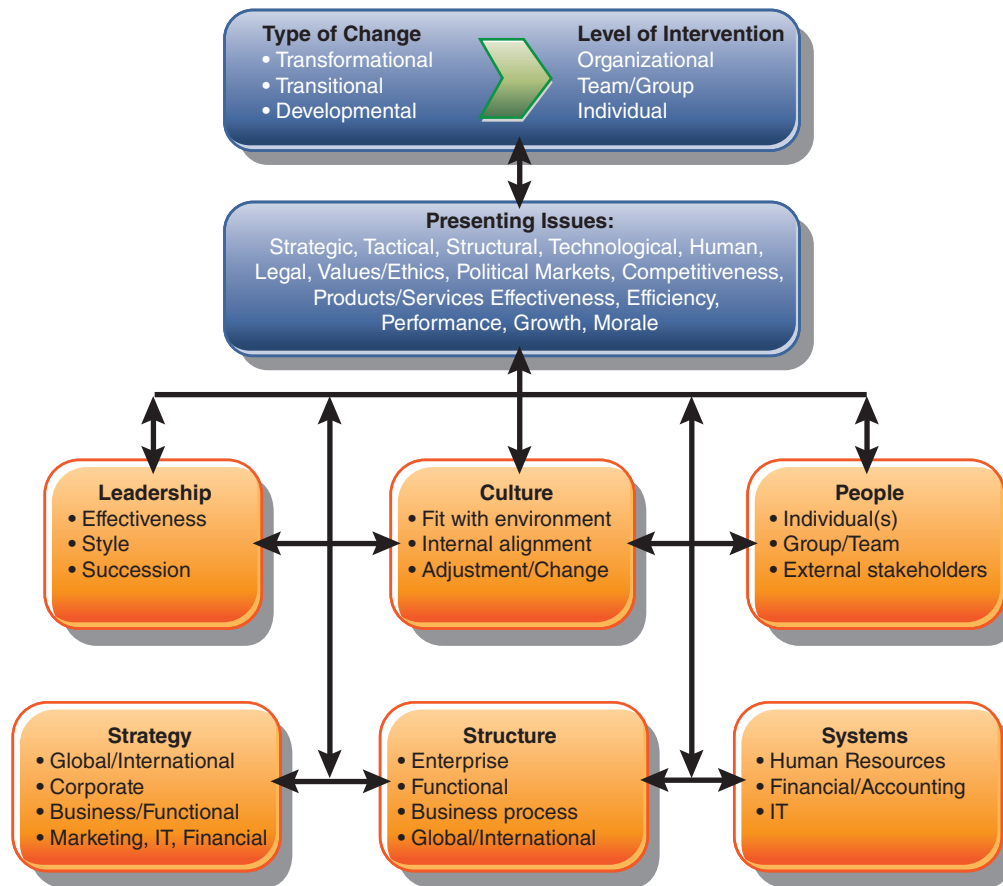 Type of Change
• Transformational
• Transitional
• Developmental
Level of Intervention
Organizational
Team/Group
Individual
Presenting Issues:
Strategic, Tactical, Structural, Technological, Human,
Legal, Values/Ethics, Political Markets, Competitiveness,
Products/Services Effectiveness, Efficiency,
Performance, Growth, Morale
Leadership
• Effectiveness
• Style
• Succession
Culture
• Fit with environment
• Internal alignment
• Adjustment/Change
People
• Individual(s)
• Group/Team
• External stakeholders
Strategy
• Global/International
• Corporate
• Business/Functional
• Marketing, IT, Financial
Structure
• Enterprise
• Functional
• Business process
• Global/International
Systems
• Human Resources
• Financial/Accounting
• IT